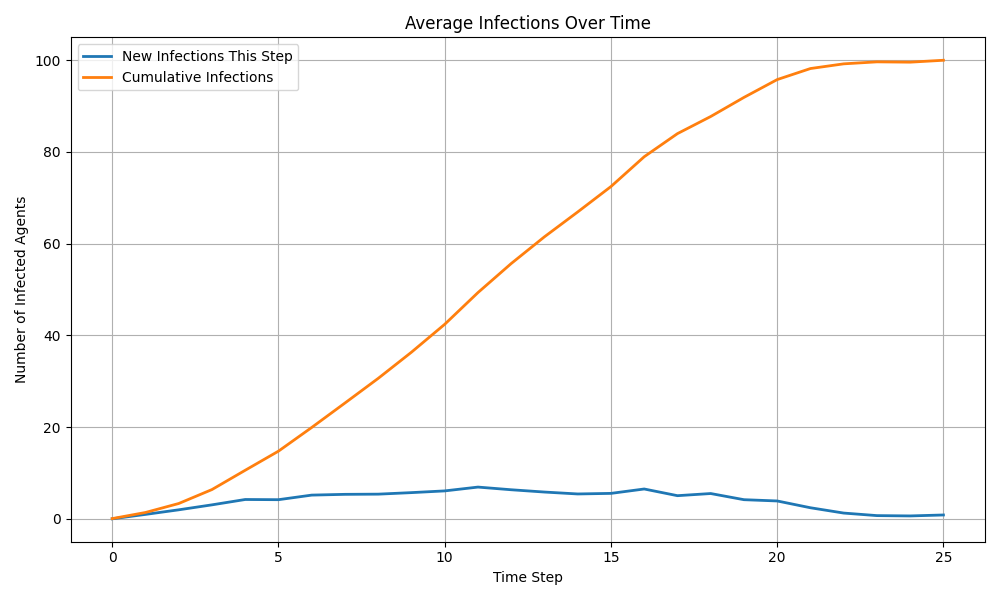 Average Infections Over Time
New Infections This Step
Cumulative Infections
Number of Infected Agents
100
80
60
40
20
0
0 5 10 15 20 25
Time Step